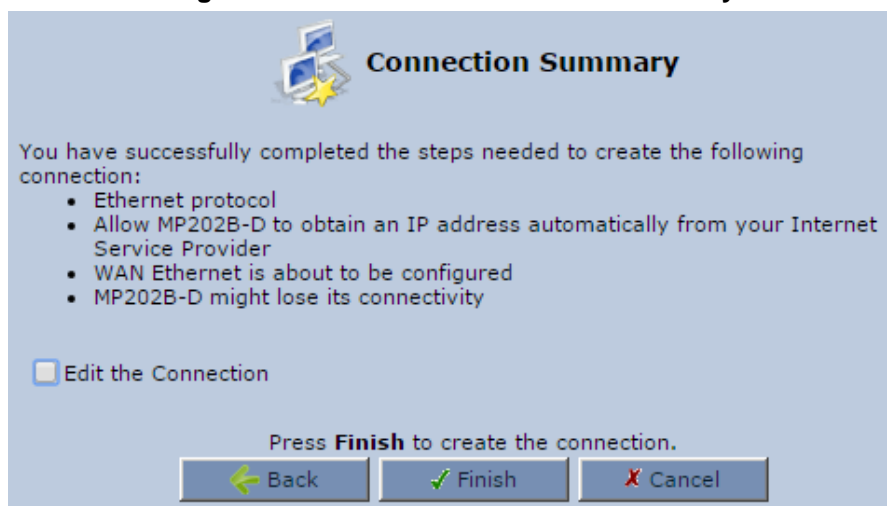 Connection Summary
You have successfully completed the steps needed to create the following
connection:
• Ethernet protocol
• Allow MP202B-D to obtain an IP address automatically from your Internet
Service Provider
• WAN Ethernet is about to be configured
• MP202B-D might lose its connectivity
Edit the Connection
Press Finish to create the connection.
Back Finish Cancel